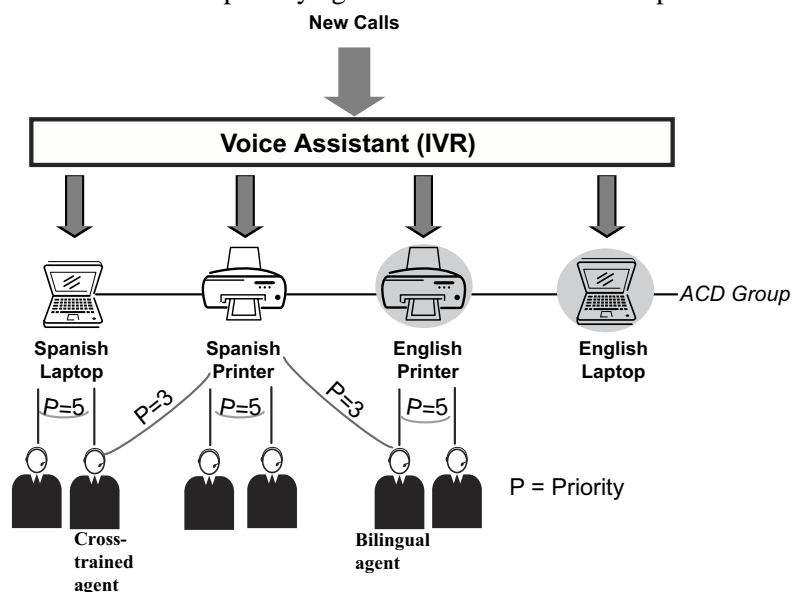 New Calls
Voice Assistant (IVR)
ACD Group
Spanish
Laptop
Spanish
Printer
English
Printer
English
Laptop
P=5
P=3
P=5
P=3
P=5
P = Priority
Cross-
trained
agent
Bilingual
agent